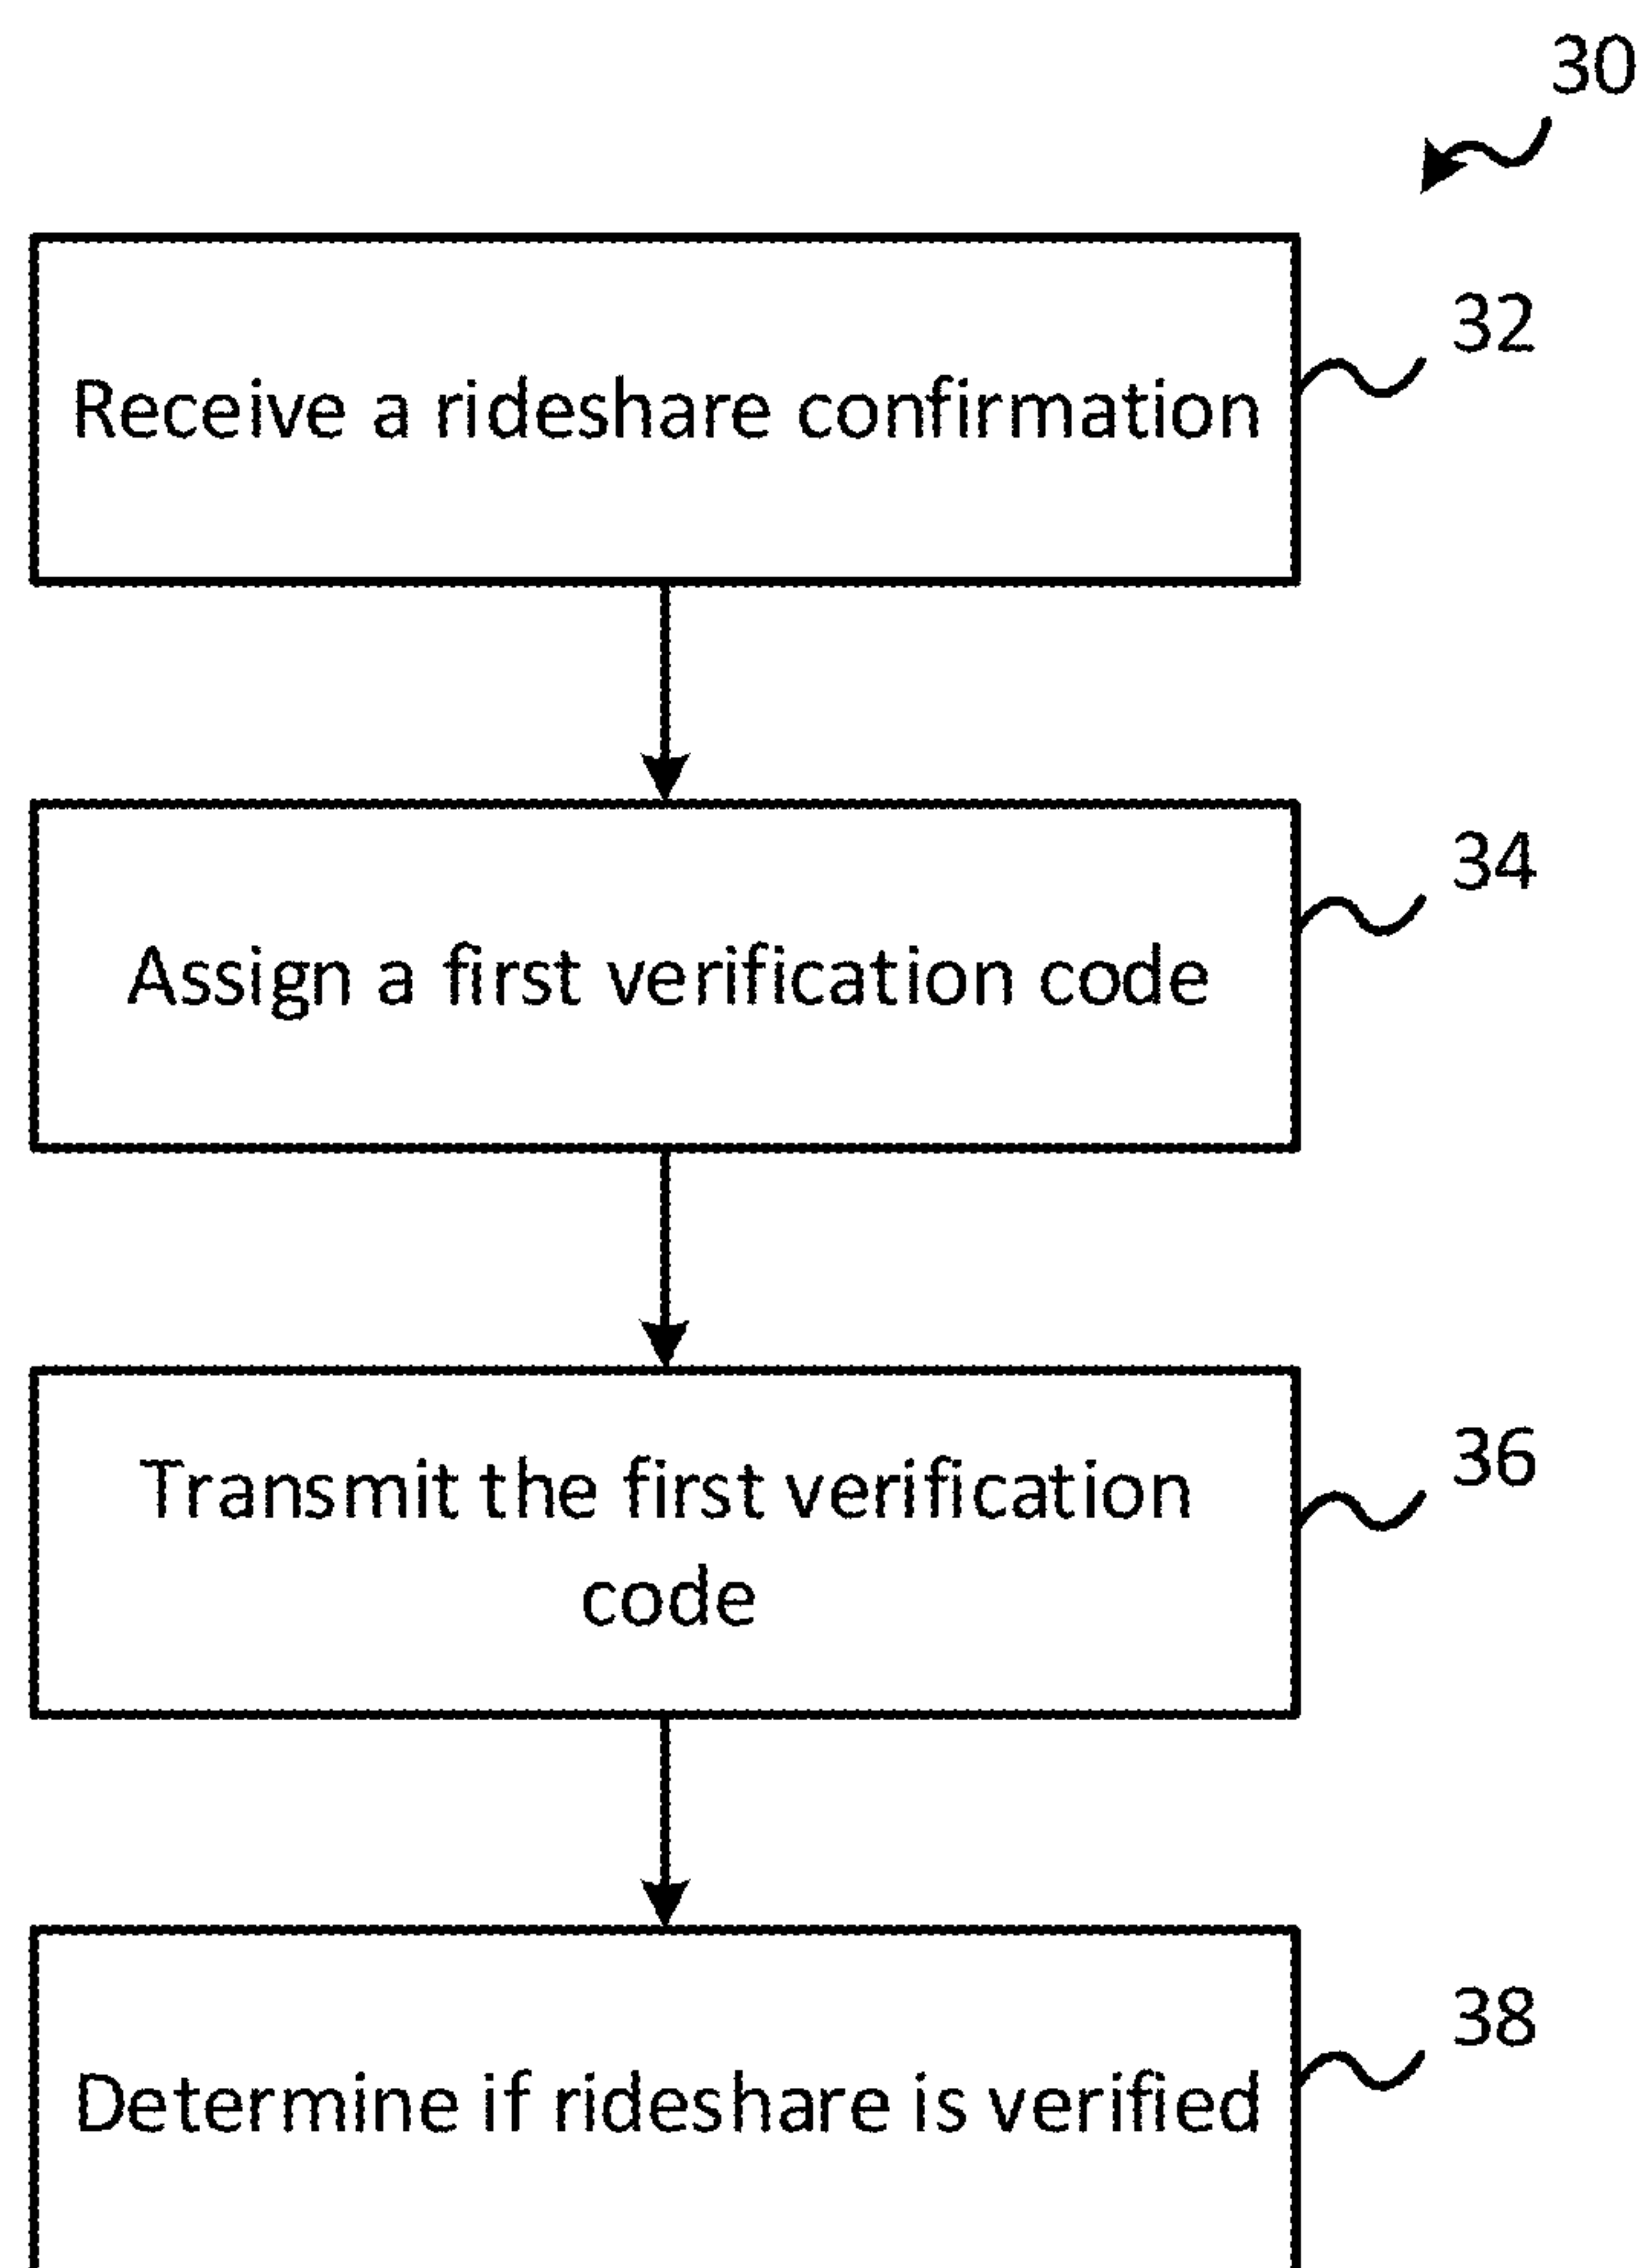 30
Receive a rideshare confirmation
32
Assign a first verification code
34
Transmit the first verification
code
36
Determine if rideshare is verified
38